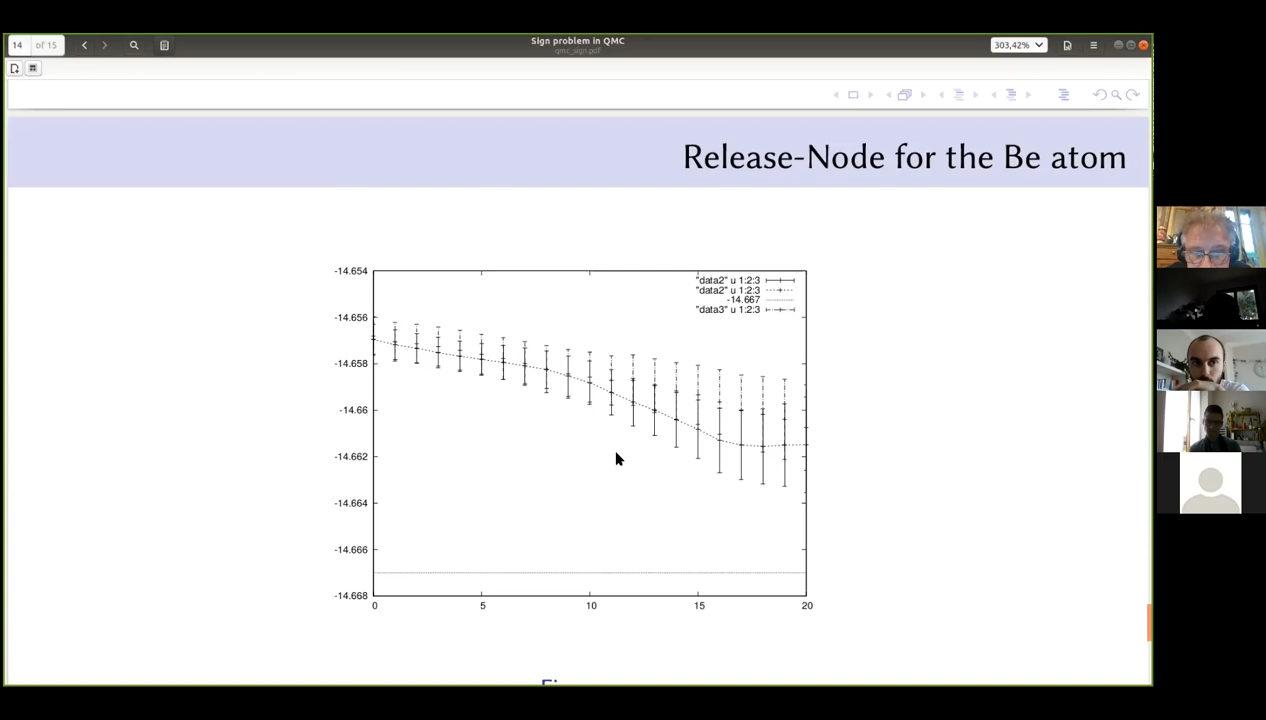 14 of 15
Sign problem in QMC
qmc_sign.pdf
303,42%
Release-Node for the Be atom
-14.654
-14.656
-14.658
-14.66
-14.662
-14.664
-14.666
-14.668
"data2" u 1:2:3
"data2" u 1:2:3
-14.667
"data3" u 1:2:3
0 5 10 15 20